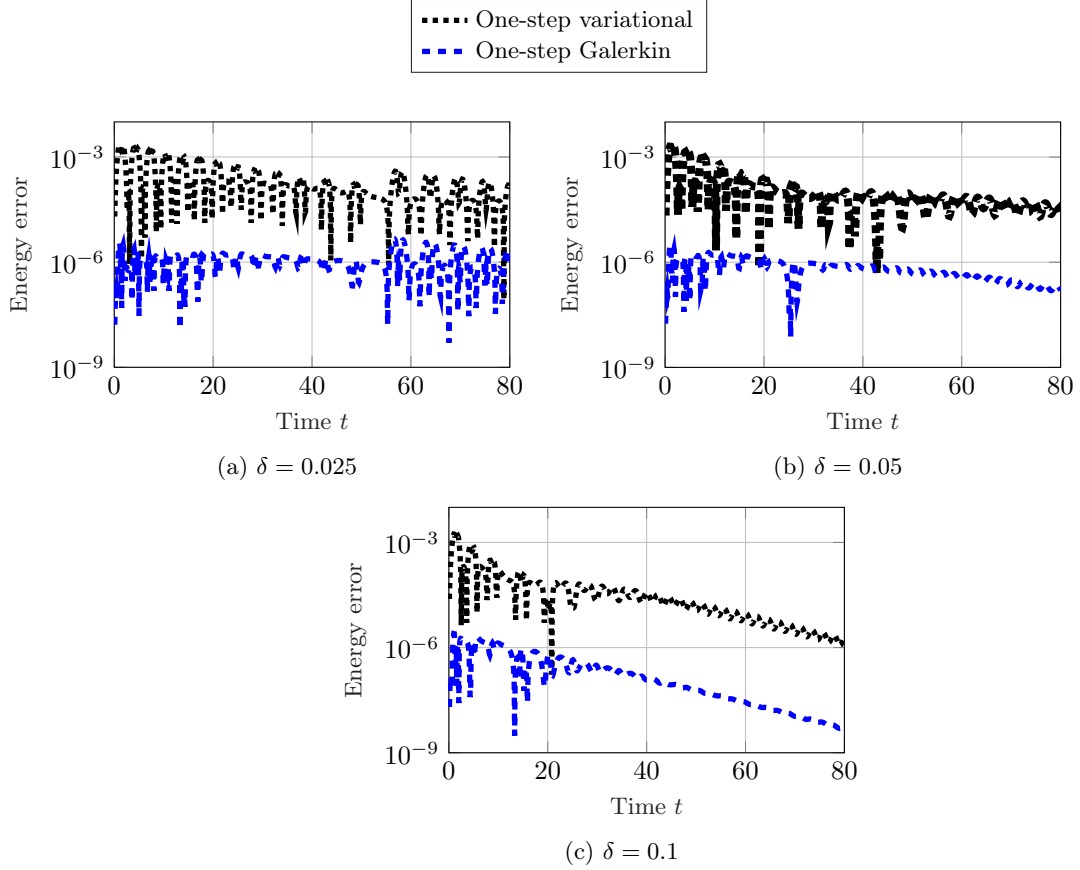 One-step variational
One-step Galerkin
10^{-3}
10^{-6}
10^{-9}
Energy error
0 20 40 60 80
Time t
(a) δ = 0.025
10^{-3}
10^{-6}
10^{-9}
Energy error
0 20 40 60 80
Time t
(b) δ = 0.05
10^{-3}
10^{-6}
10^{-9}
Energy error
0 20 40 60 80
Time t
(c) δ = 0.1